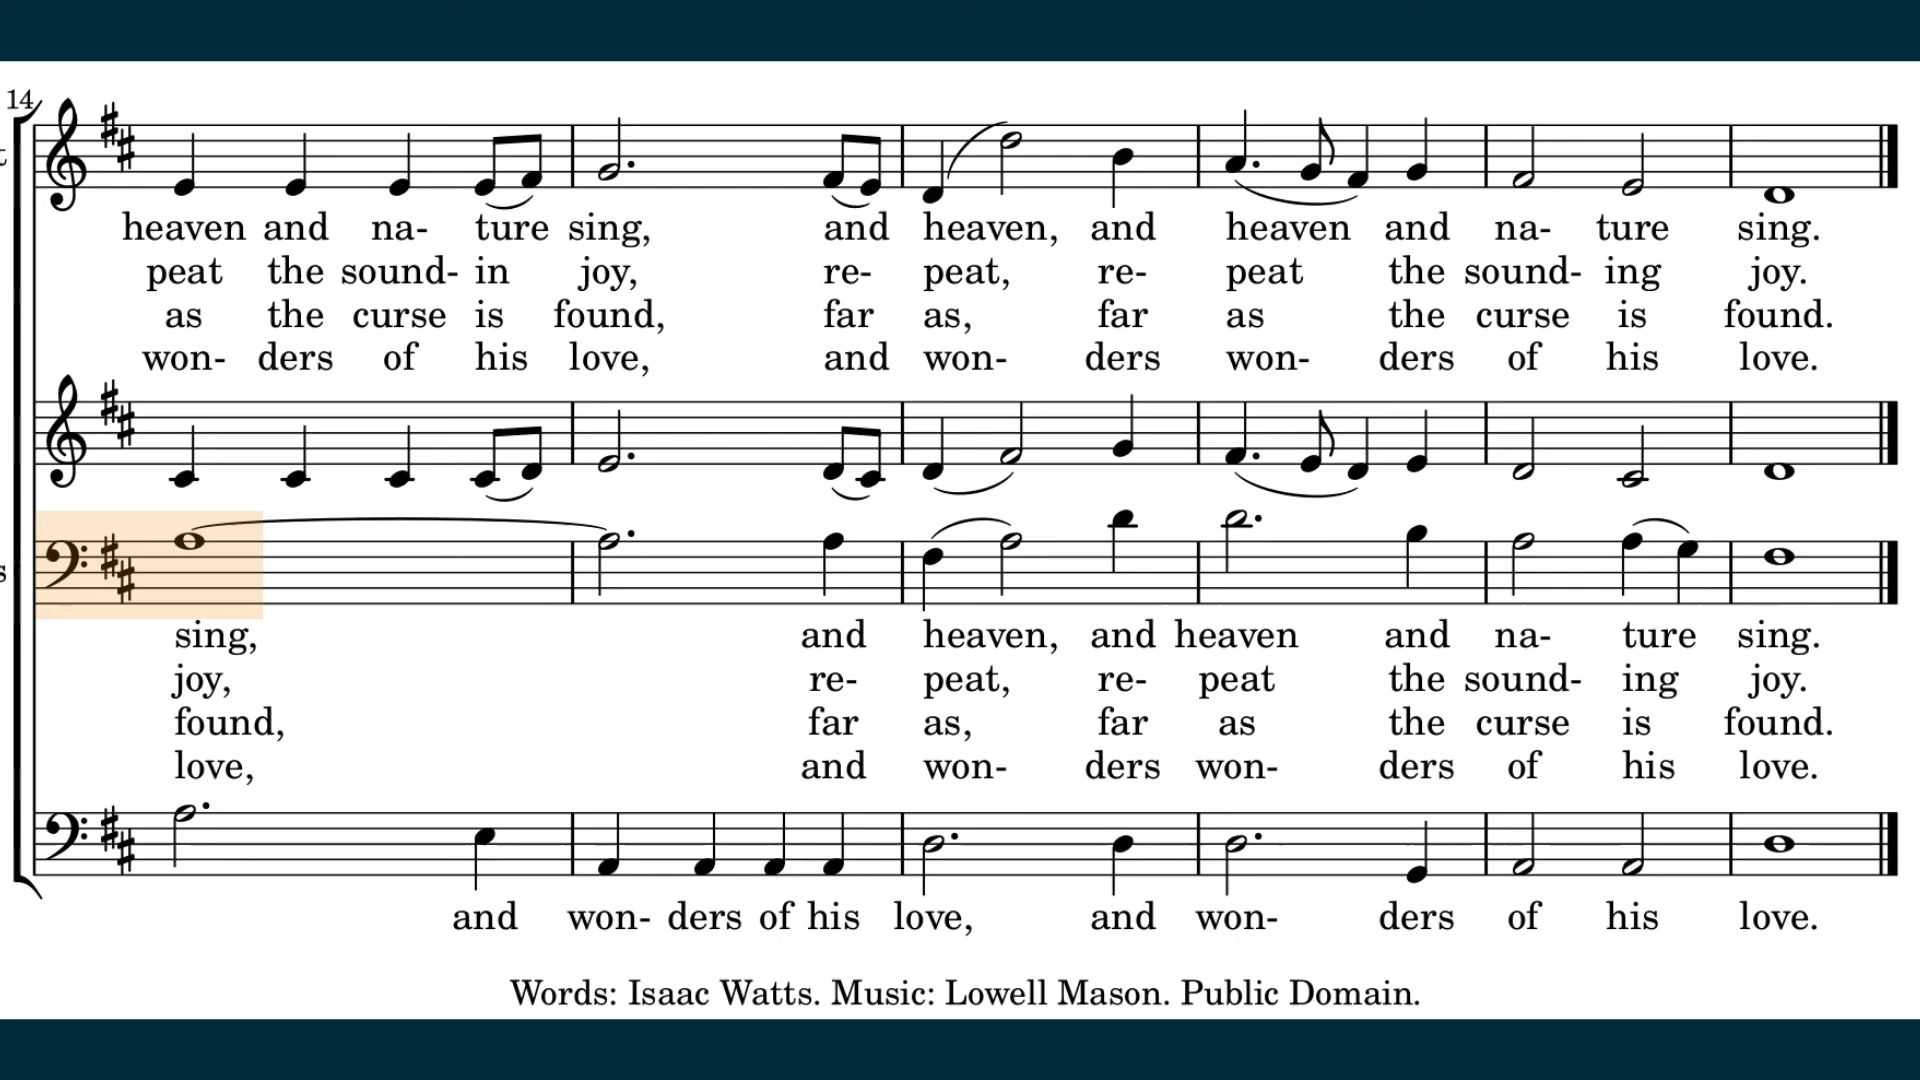 14
t
heaven and na- ture sing, and heaven, and heaven and na- ture sing.
peat the sound- in joy, re- peat, re- peat the sound- ing joy.
as the curse is found, far as, far as the curse is found.
won- ders of his love, and won- ders won- ders of his love.
s
sing, and heaven, and heaven and na- ture sing.
joy, re- peat, re- peat the sound- ing joy.
found, far as, far as the curse is found.
love, and won- ders won- ders of his love.
and won- ders of his love, and won- ders of his love.
Words: Isaac Watts. Music: Lowell Mason. Public Domain.